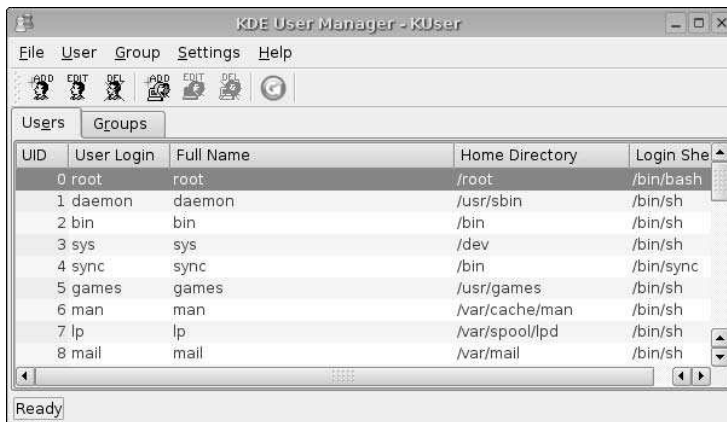 KDE User Manager - KUser
File User Group Settings Help
ADD EDIT DEL ADD EDIT DEL
Users Groups
UID User Login Full Name Home Directory Login She
0 root root /root /bin/bash
1 daemon daemon /usr/sbin /bin/sh
2 bin bin /bin /bin/sh
3 sys sys /dev /bin/sh
4 sync sync /bin /bin/sync
5 games games /usr/games /bin/sh
6 man man /var/cache/man /bin/sh
7 lp lp /var/spool/lpd /bin/sh
8 mail mail /var/mail /bin/sh
Ready